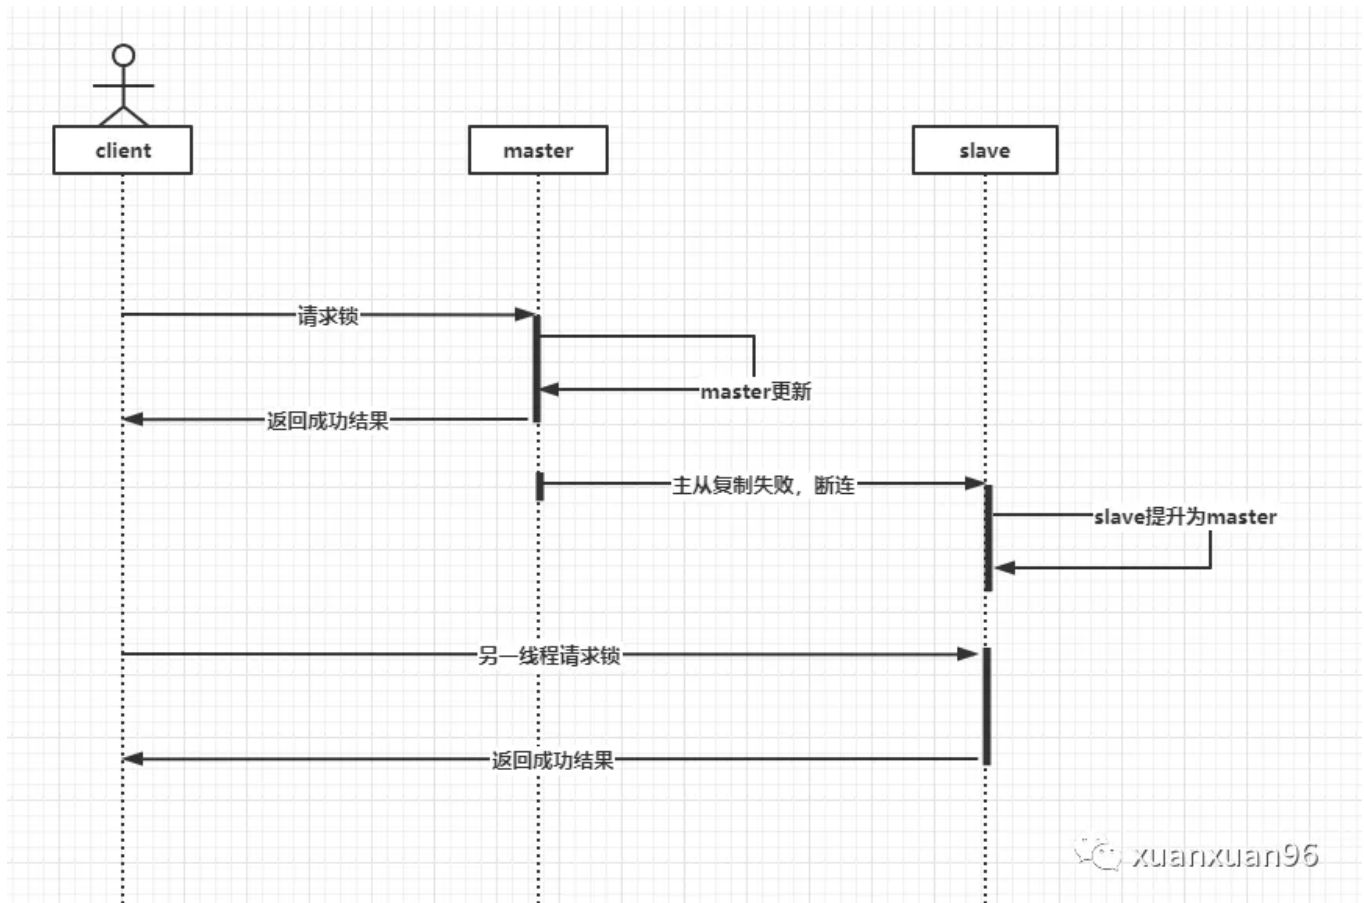 client
master
slave
请求锁
master更新
返回成功结果
主从复制失败，断连
slave提升为master
另一线程请求锁
返回成功结果
xuanxuan96